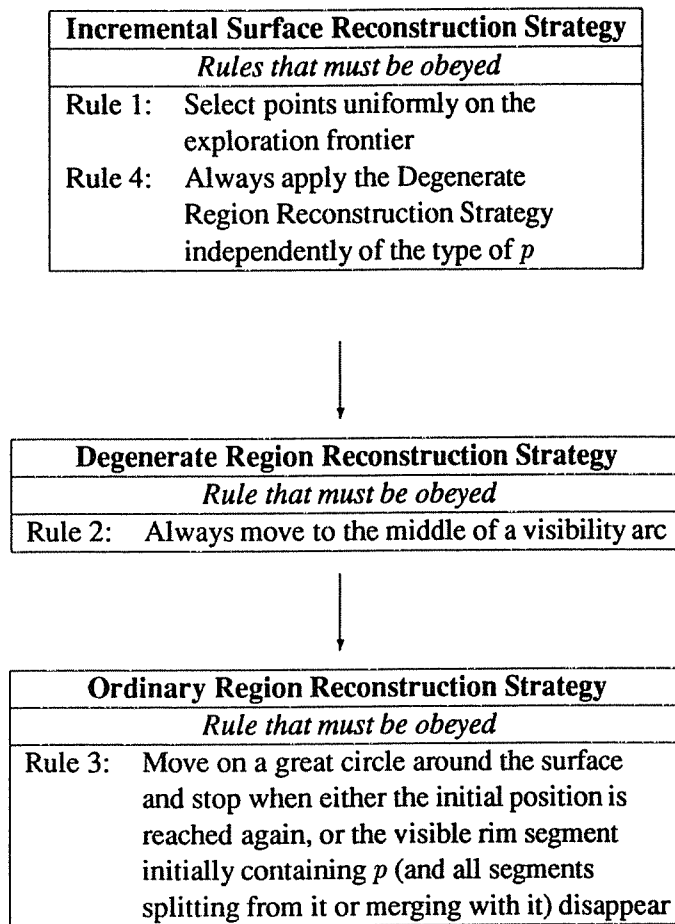 Incremental Surface Reconstruction Strategy
Rules that must be obeyed
Rule 1: Select points uniformly on the
exploration frontier
Rule 4: Always apply the Degenerate
Region Reconstruction Strategy
independently of the type of p
Degenerate Region Reconstruction Strategy
Rule that must be obeyed
Rule 2: Always move to the middle of a visibility arc
Ordinary Region Reconstruction Strategy
Rule that must be obeyed
Rule 3: Move on a great circle around the surface
and stop when either the initial position is
reached again, or the visible rim segment
initially containing p (and all segments
splitting from it or merging with it) disappear